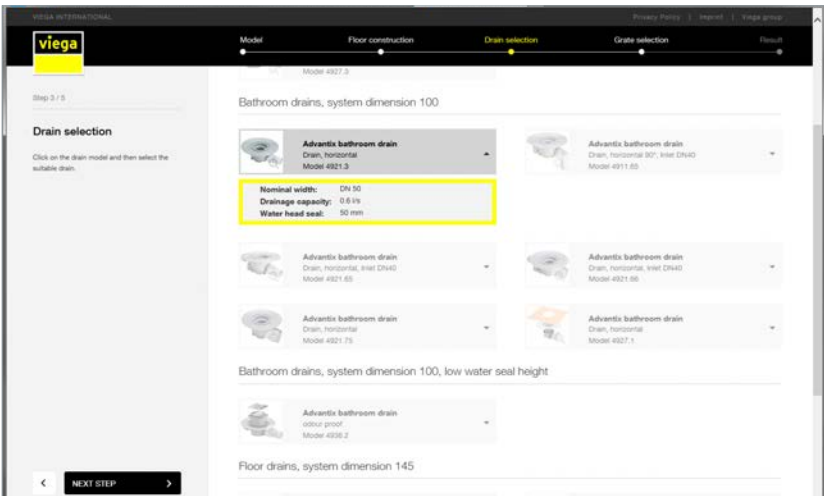 VIEGA INTERNATIONAL
Privacy Policy | Imprint | Viega group
viega
Model
Floor construction
Drain selection
Grate selection
Result
Step 3 / 5
Drain selection
Click on the drain model and then select the
suitable drain.
NEXT STEP
Model 4927.3
Bathroom drains, system dimension 100
Advantix bathroom drain
Drain, horizontal
Model 4921.3
Nominal width: DN 50
Drainage capacity: 0.6 l/s
Water head seal: 50 mm
Advantix bathroom drain
Drain, horizontal 90°, Inlet DN40
Model 4911.65
Advantix bathroom drain
Drain, horizontal, Inlet DN40
Model 4921.65
Advantix bathroom drain
Drain, horizontal, Inlet DN40
Model 4921.66
Advantix bathroom drain
Drain, horizontal
Model 4921.75
Advantix bathroom drain
Drain, horizontal
Model 4927.1
Bathroom drains, system dimension 100, low water seal height
Advantix bathroom drain
odour proof
Model 4936.2
Floor drains, system dimension 145